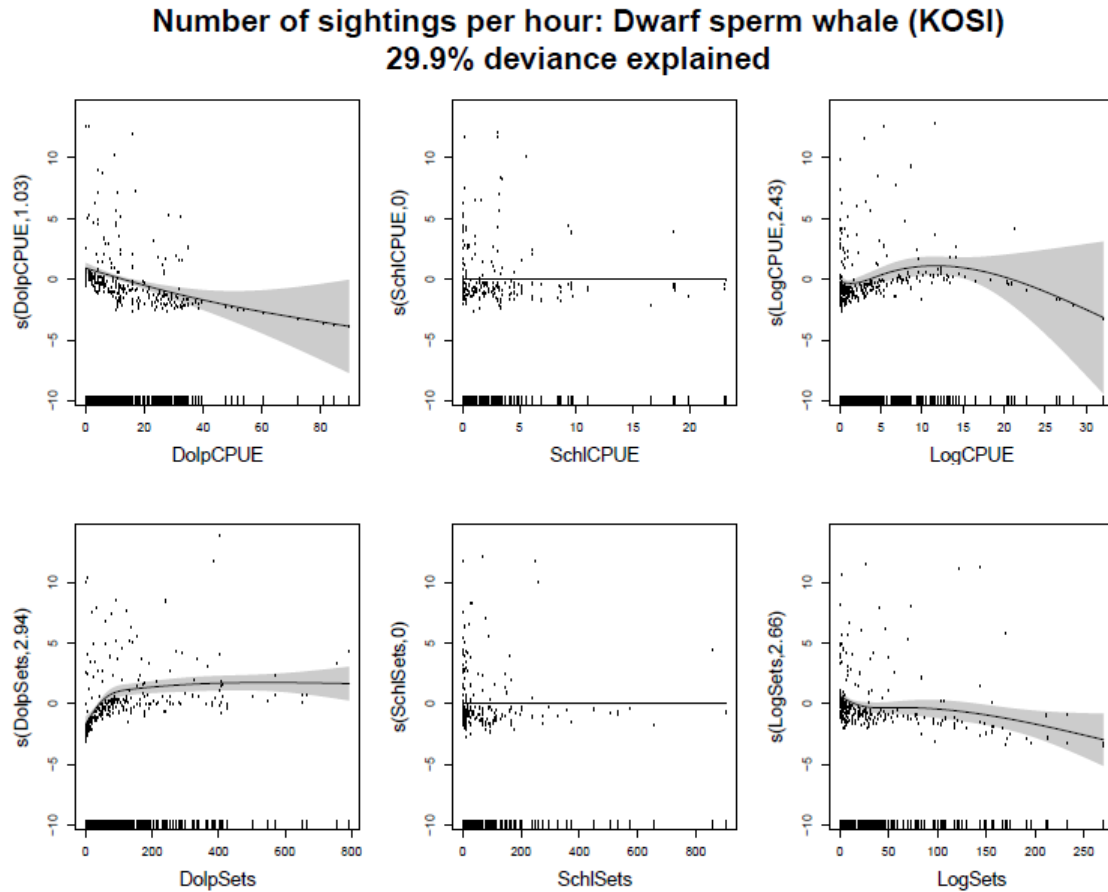 Number of sightings per hour: Dwarf sperm whale (KOSI)
29.9% deviance explained
s(DolpCPUE,1.03)
10
5
0
−5
−10
0 20 40 60 80
DolpCPUE
s(SchlCPUE,0)
10
5
0
−5
−10
0 5 10 15 20
SchlCPUE
s(LogCPUE,2.43)
10
5
0
−5
−10
0 5 10 15 20 25 30
LogCPUE
s(DolpSets,2.94)
10
5
0
−5
−10
0 200 400 600 800
DolpSets
s(SchlSets,0)
10
5
0
−5
−10
0 200 400 600 800
SchlSets
s(LogSets,2.66)
10
5
0
−5
−10
0 50 100 150 200 250
LogSets